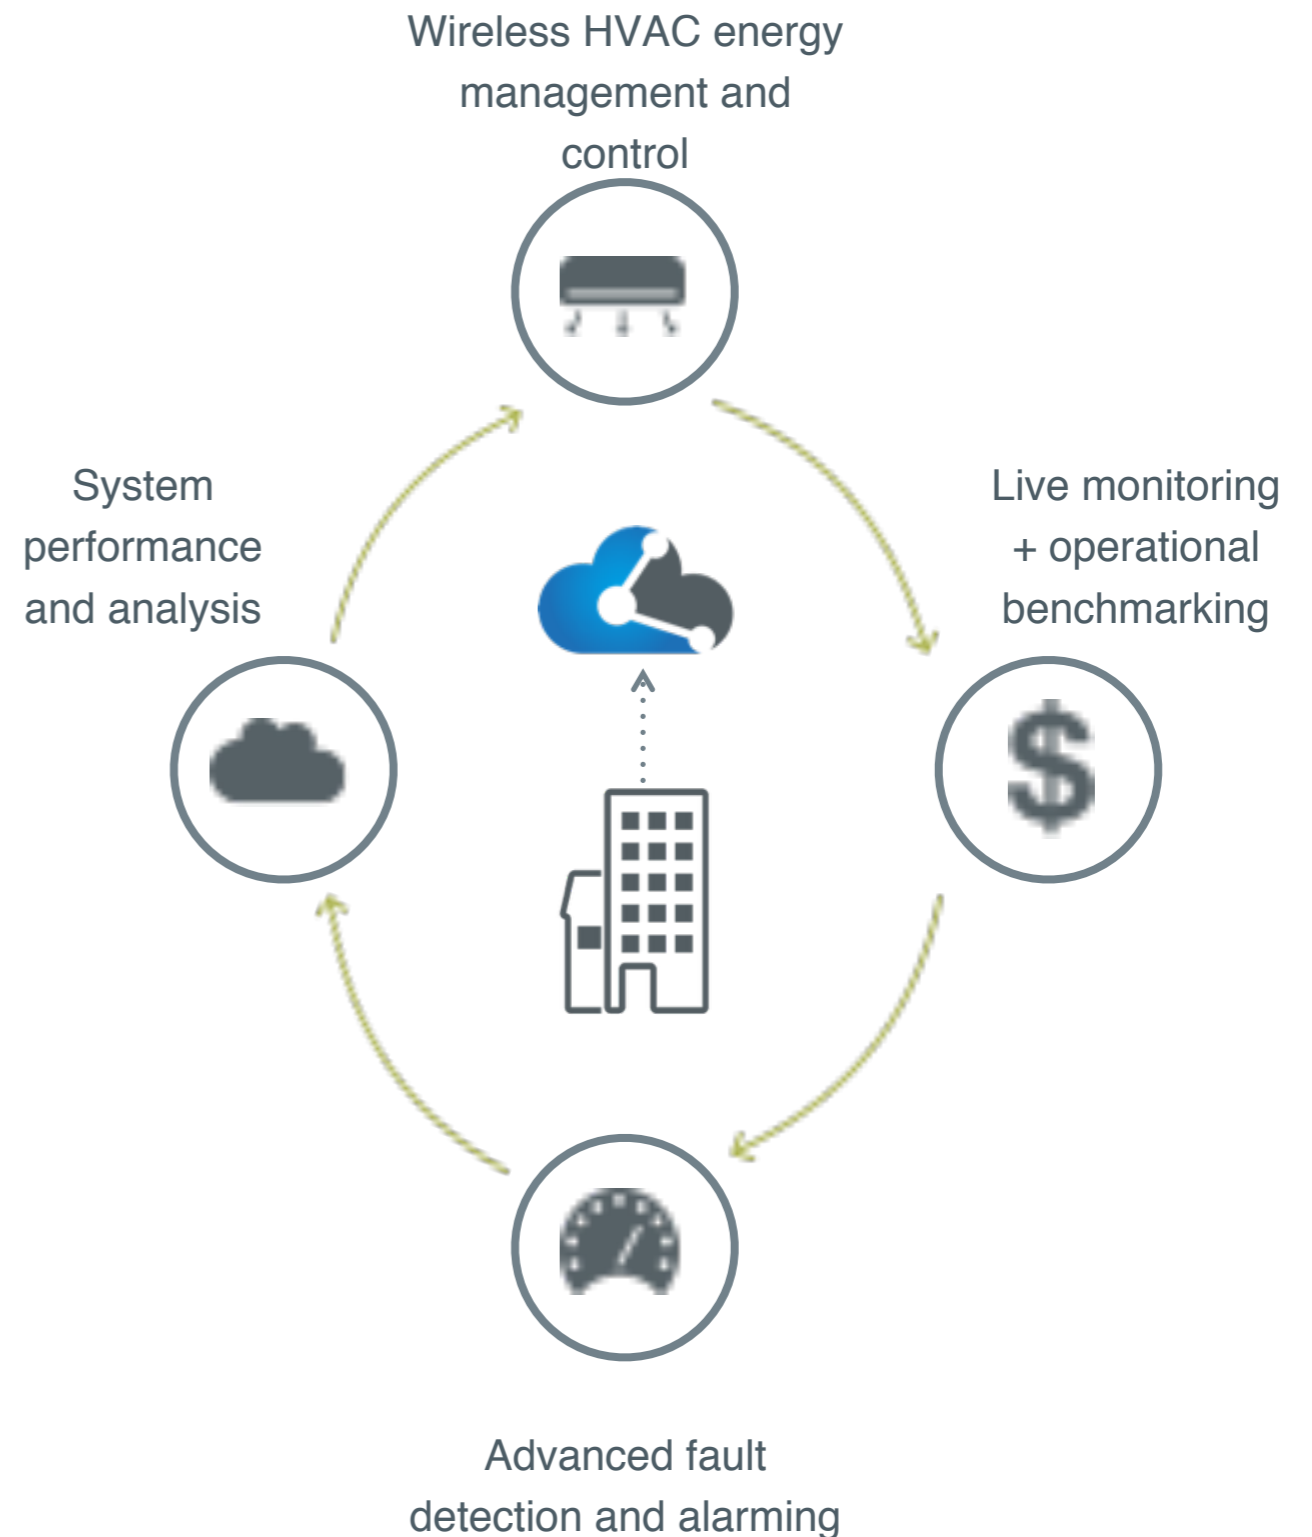 Wireless HVAC energy
management and
control
System
performance
and analysis
Live monitoring
+ operational
benchmarking
$
Advanced fault
detection and alarming